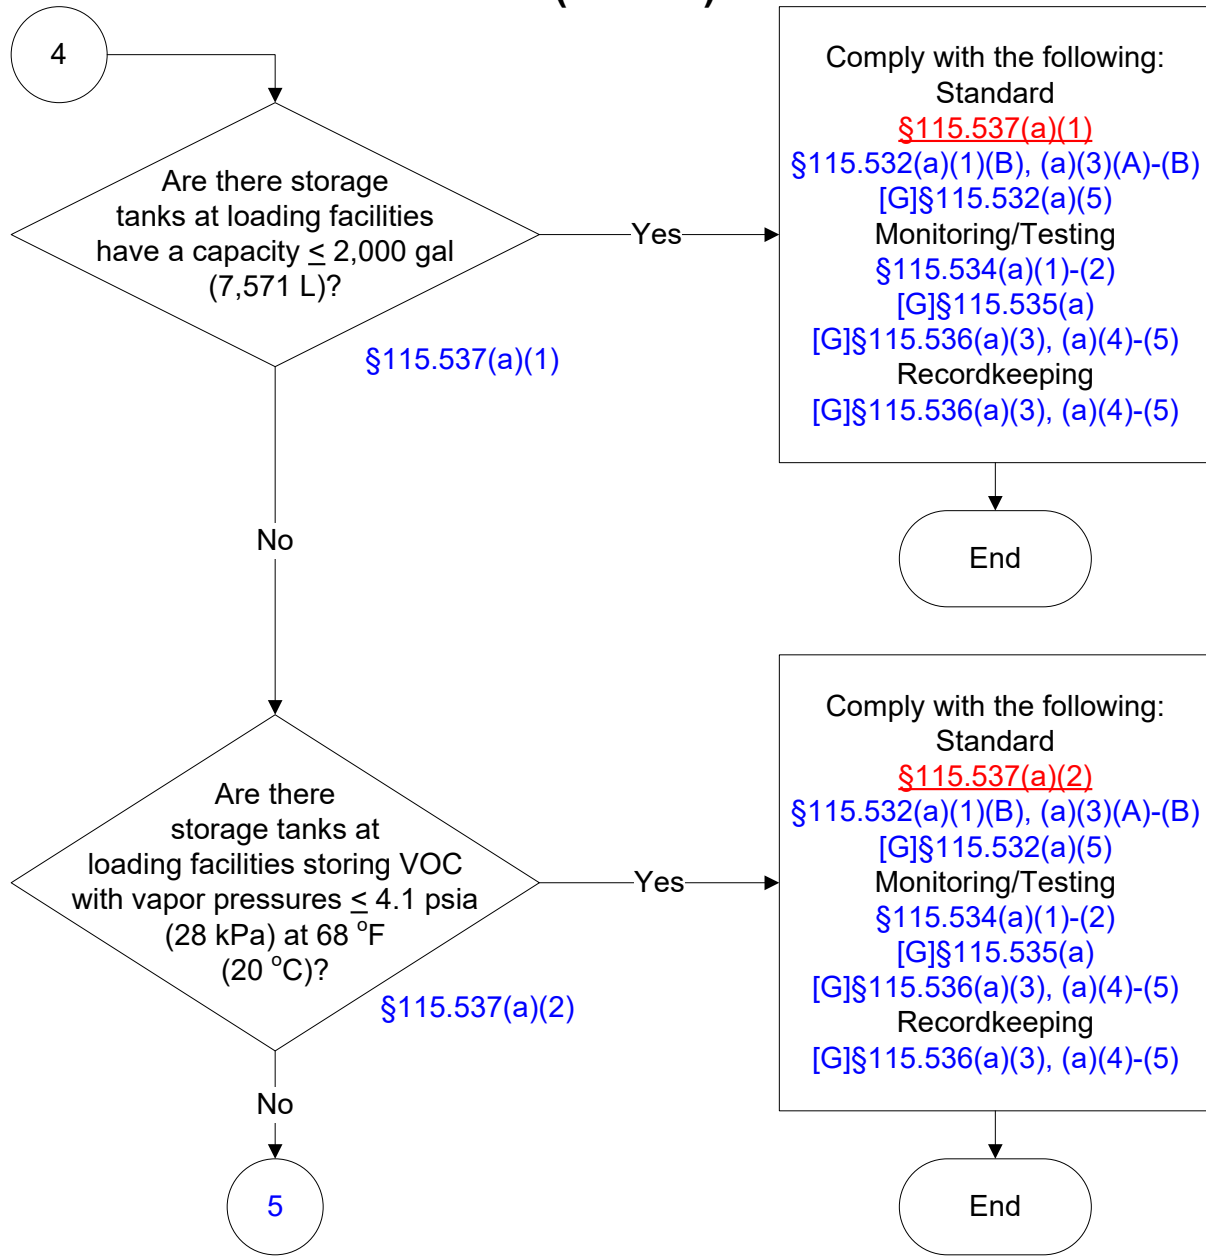 4
Are there storage
tanks at loading facilities
have a capacity ≤ 2,000 gal
(7,571 L)?
§115.537(a)(1)
Yes
Comply with the following:
Standard
§115.537(a)(1)
§115.532(a)(1)(B), (a)(3)(A)-(B)
[G]§115.532(a)(5)
Monitoring/Testing
§115.534(a)(1)-(2)
[G]§115.535(a)
[G]§115.536(a)(3), (a)(4)-(5)
Recordkeeping
[G]§115.536(a)(3), (a)(4)-(5)
End
No
Are there
storage tanks at
loading facilities storing VOC
with vapor pressures ≤ 4.1 psia
(28 kPa) at 68 °F
(20 °C)?
§115.537(a)(2)
Yes
Comply with the following:
Standard
§115.537(a)(2)
§115.532(a)(1)(B), (a)(3)(A)-(B)
[G]§115.532(a)(5)
Monitoring/Testing
§115.534(a)(1)-(2)
[G]§115.535(a)
[G]§115.536(a)(3), (a)(4)-(5)
Recordkeeping
[G]§115.536(a)(3), (a)(4)-(5)
End
No
5